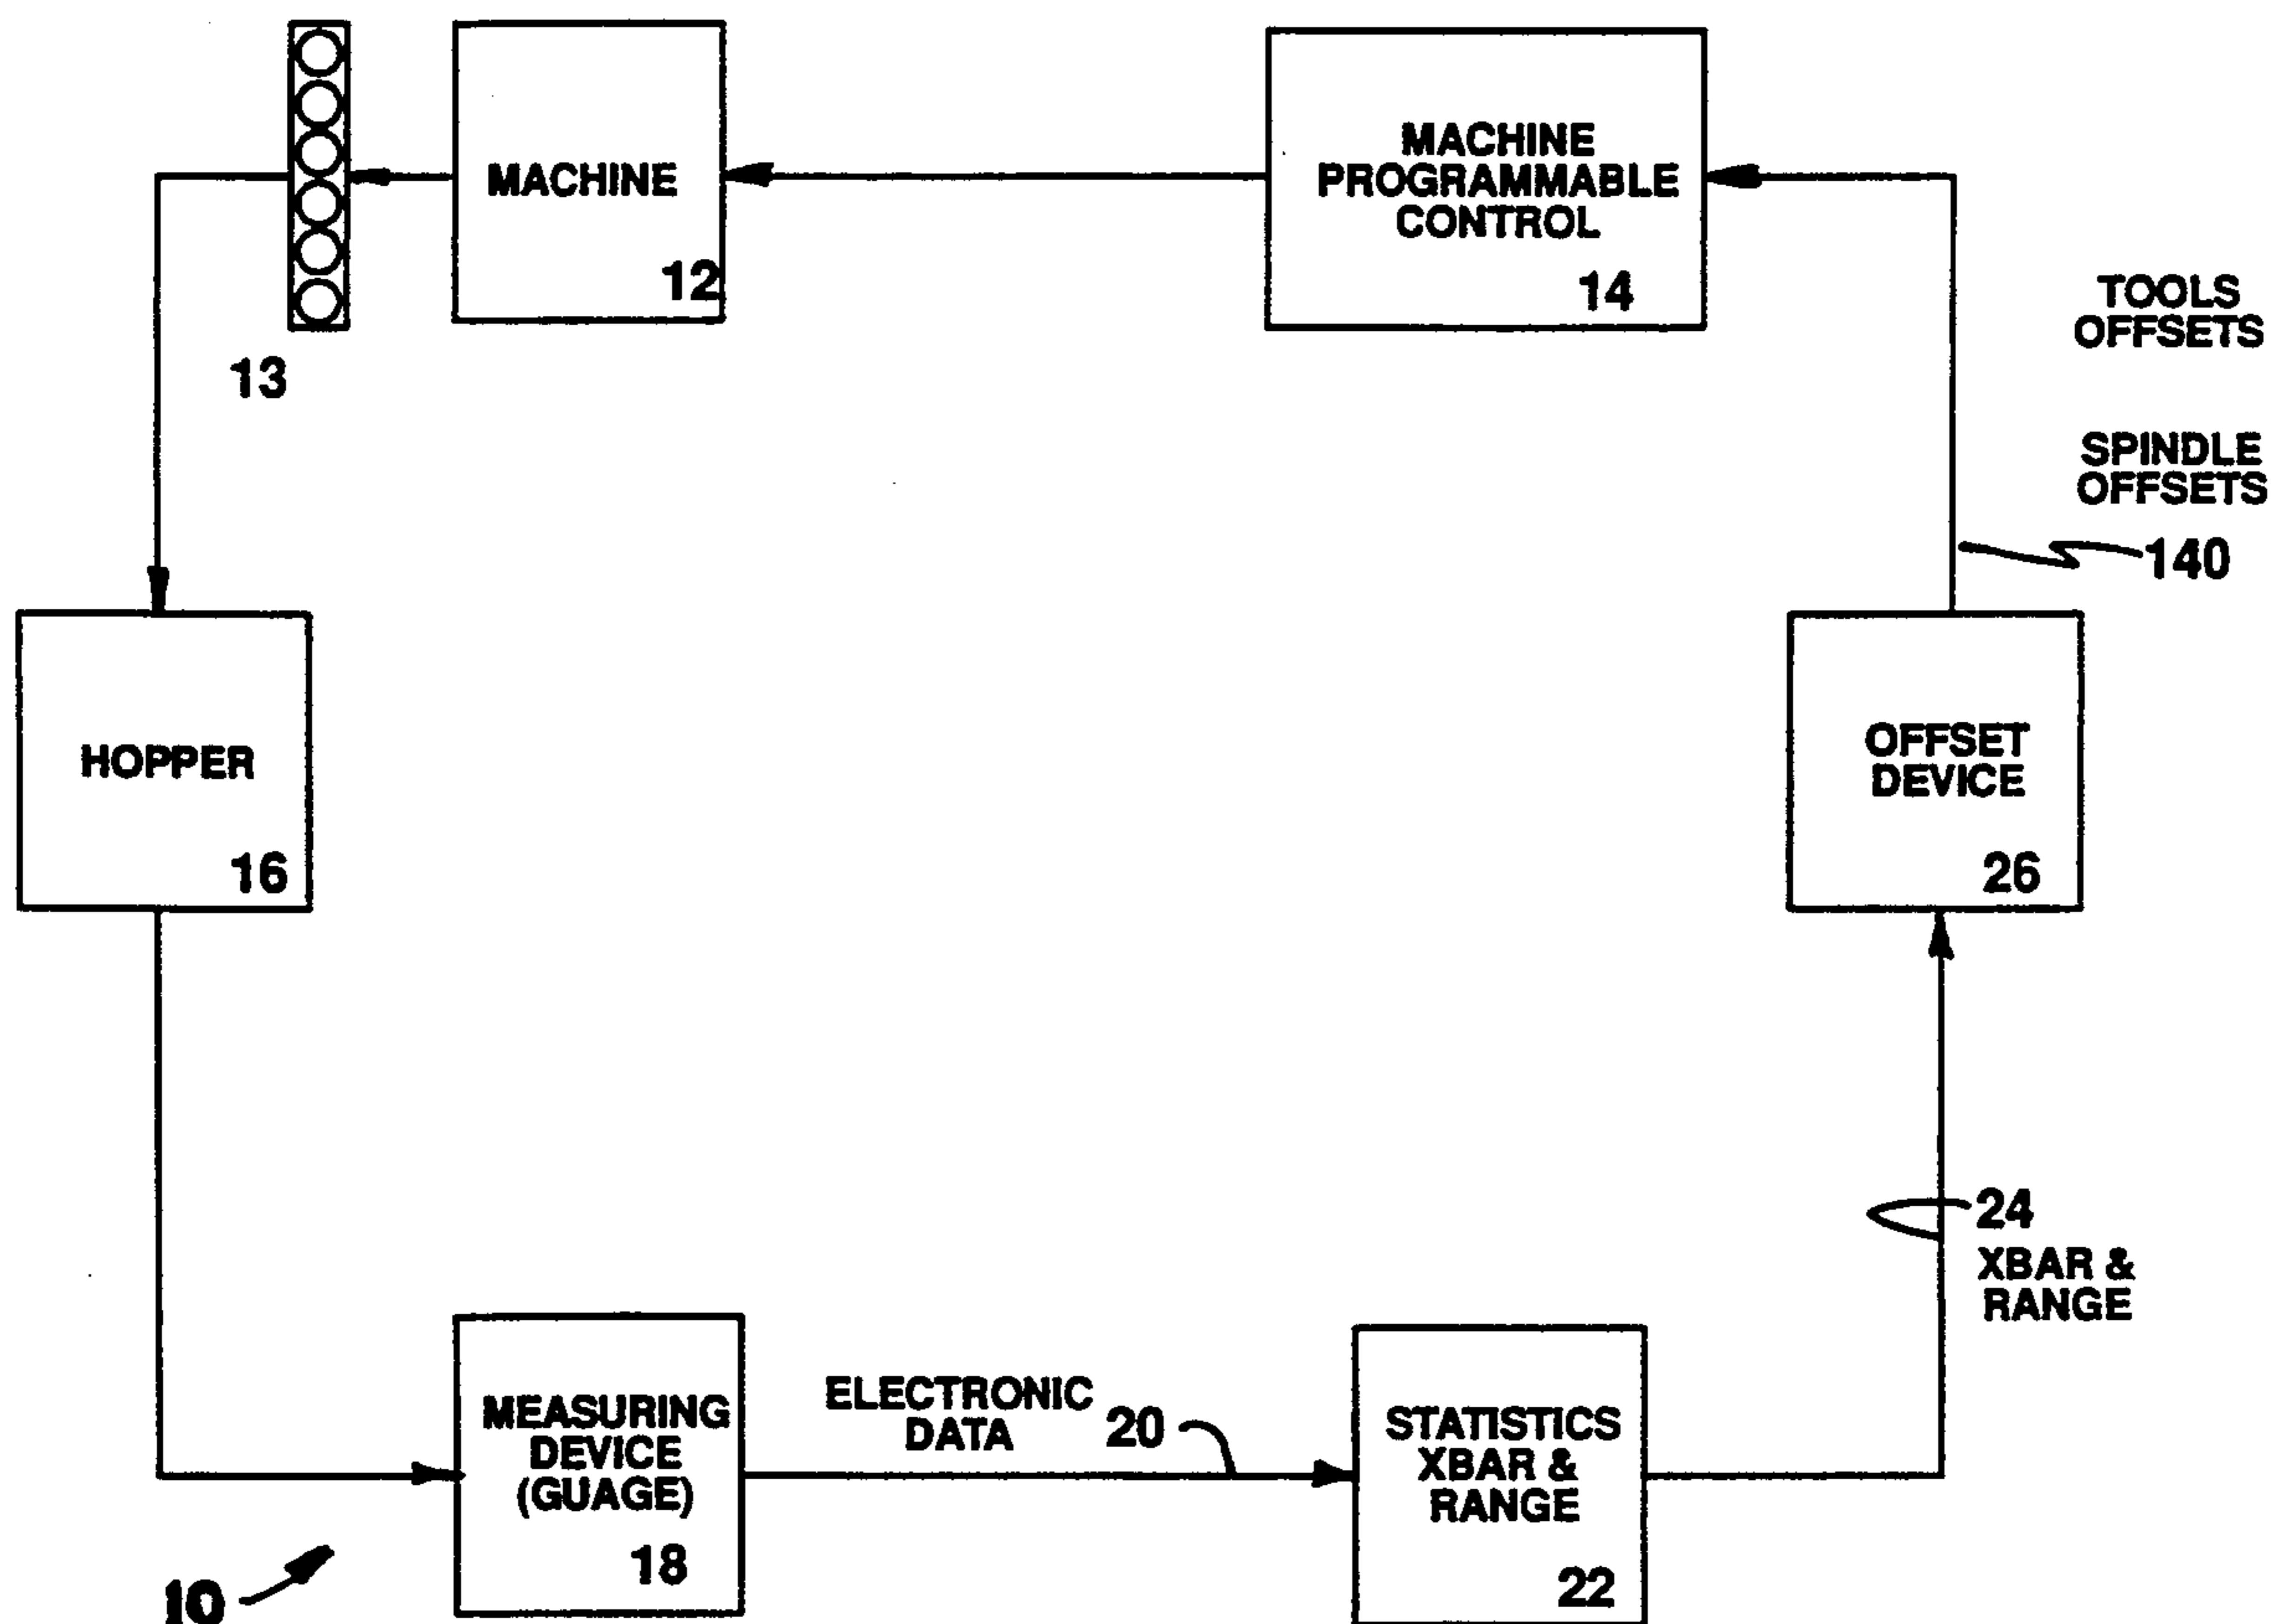 MACHINE
12
13
MACHINE
PROGRAMMABLE
CONTROL
14
TOOLS
OFFSETS
SPINDLE
OFFSETS
140
HOPPER
16
OFFSET
DEVICE
26
24
XBAR &
RANGE
MEASURING
DEVICE
(GUAGE)
18
ELECTRONIC
DATA
20
STATISTICS
XBAR &
RANGE
22
10